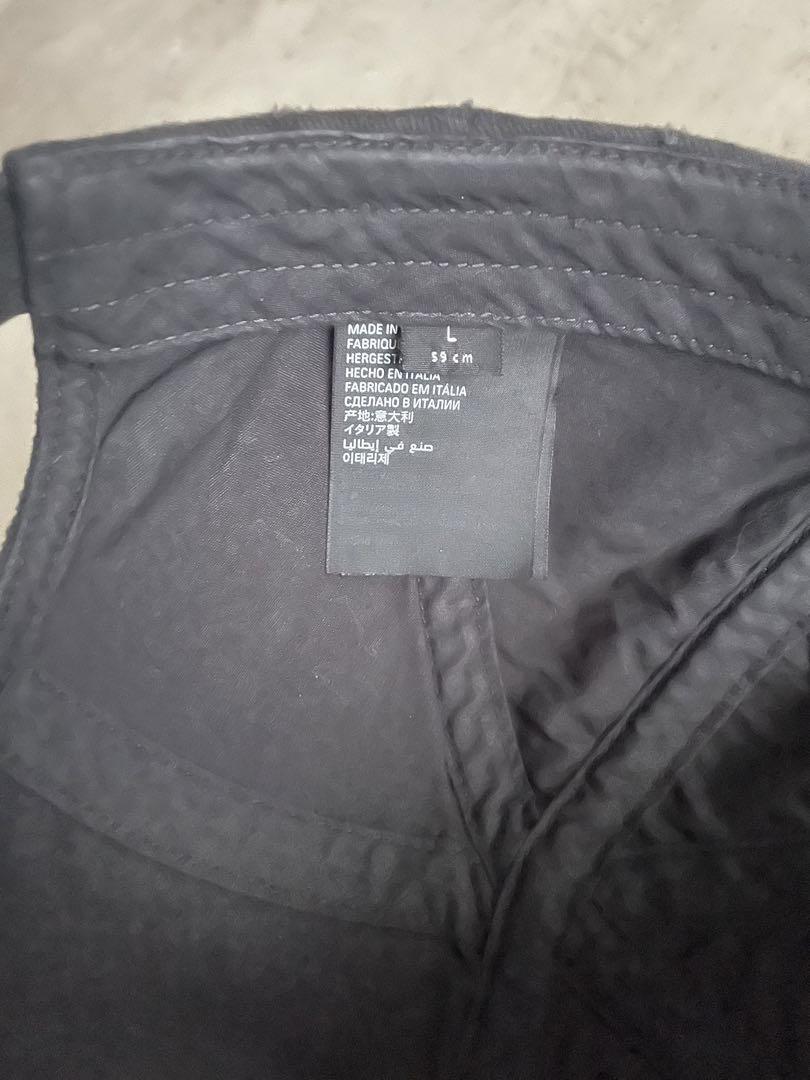 MADE IN
FABRIQU
HERGEST
HECHO EN ITALIA
FABRICADO EM ITÁLIA
СДЕЛАНО В ИТАЛИИ
产地:意大利
イタリア製
صنع في إيطاليا
이태리제
L
59 cm